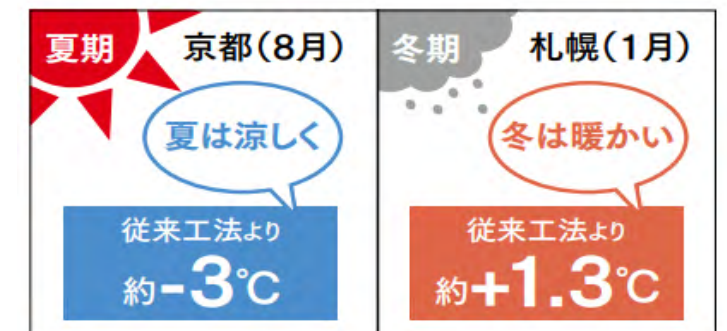 夏期
京都(8月)
夏は涼しく
従来工法より
約-3℃
冬期
札幌(1月)
冬は暖かい
従来工法より
約+1.3℃